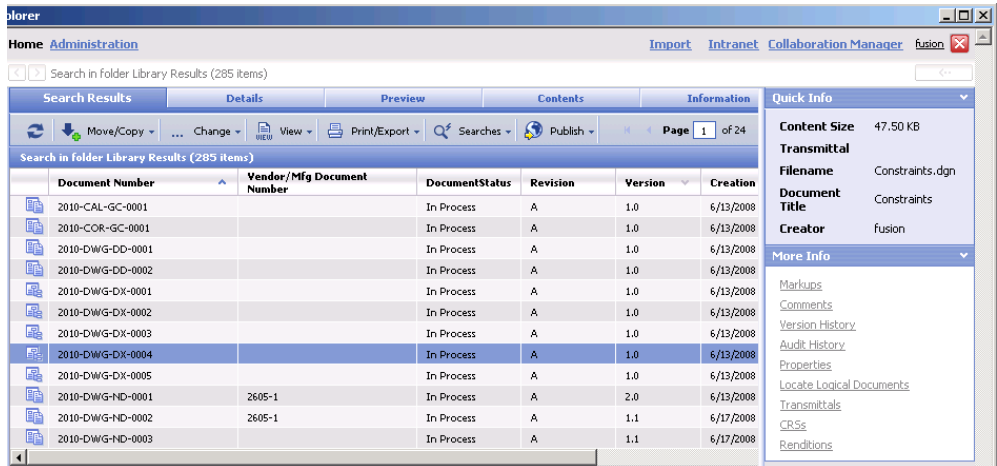 plorer
Home Administration Import Intranet Collaboration Manager fusion
Search in folder Library Results (285 items)
Search Results Details Preview Contents Information
Move/Copy ... Change VIEW View Print/Export Searches Publish Page 1 of 24
Search in folder Library Results (285 items)
Document Number Vendor/Mfg Document Number DocumentStatus Revision Version Creation
2010-CAL-GC-0001 In Process A 1.0 6/13/2008
2010-COR-GC-0001 In Process A 1.0 6/13/2008
2010-DWG-DD-0001 In Process A 1.0 6/13/2008
2010-DWG-DD-0002 In Process A 1.0 6/13/2008
2010-DWG-DX-0001 In Process A 1.0 6/13/2008
2010-DWG-DX-0002 In Process A 1.0 6/13/2008
2010-DWG-DX-0003 In Process A 1.0 6/13/2008
2010-DWG-DX-0004 In Process A 1.0 6/13/2008
2010-DWG-DX-0005 In Process A 1.0 6/13/2008
2010-DWG-ND-0001 2605-1 In Process A 2.0 6/13/2008
2010-DWG-ND-0002 2605-1 In Process A 1.1 6/17/2008
2010-DWG-ND-0003 In Process A 1.1 6/17/2008
Quick Info
Content Size 47.50 KB
Transmittal
Filename Constraints.dgn
Document Title Constraints
Creator fusion
More Info
Markups
Comments
Version History
Audit History
Properties
Locate Logical Documents
Transmittals
CRSs
Renditions